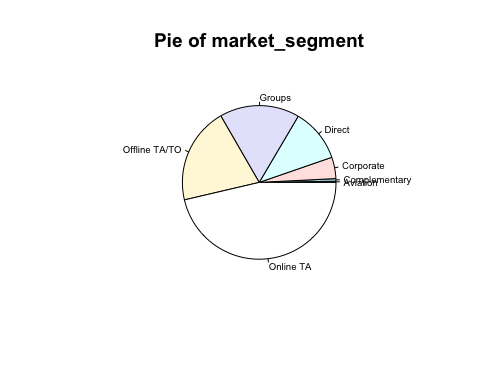 Pie of market_segment
Groups
Direct
Offline TA/TO
Corporate
Complementary
Aviation
Online TA